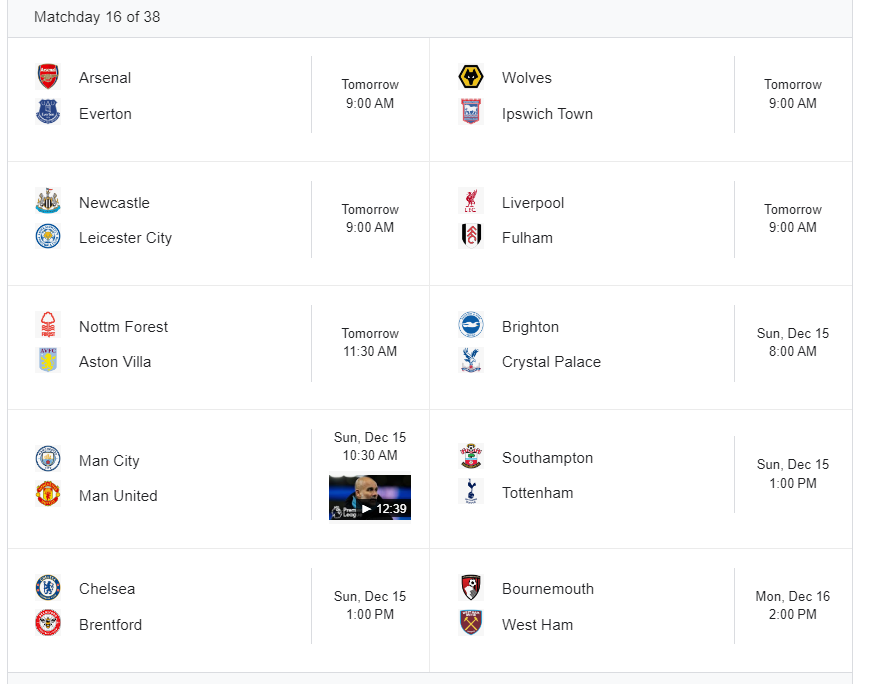 Matchday 16 of 38
Arsenal
Everton
Tomorrow
9:00 AM
Wolves
Ipswich Town
Tomorrow
9:00 AM
Newcastle
Leicester City
Tomorrow
9:00 AM
Liverpool
Fulham
Tomorrow
9:00 AM
Nottm Forest
Aston Villa
Tomorrow
11:30 AM
Brighton
Crystal Palace
Sun, Dec 15
8:00 AM
Man City
Man United
Sun, Dec 15
10:30 AM
12:39
Southampton
Tottenham
Sun, Dec 15
1:00 PM
Chelsea
Brentford
Sun, Dec 15
1:00 PM
Bournemouth
West Ham
Mon, Dec 16
2:00 PM